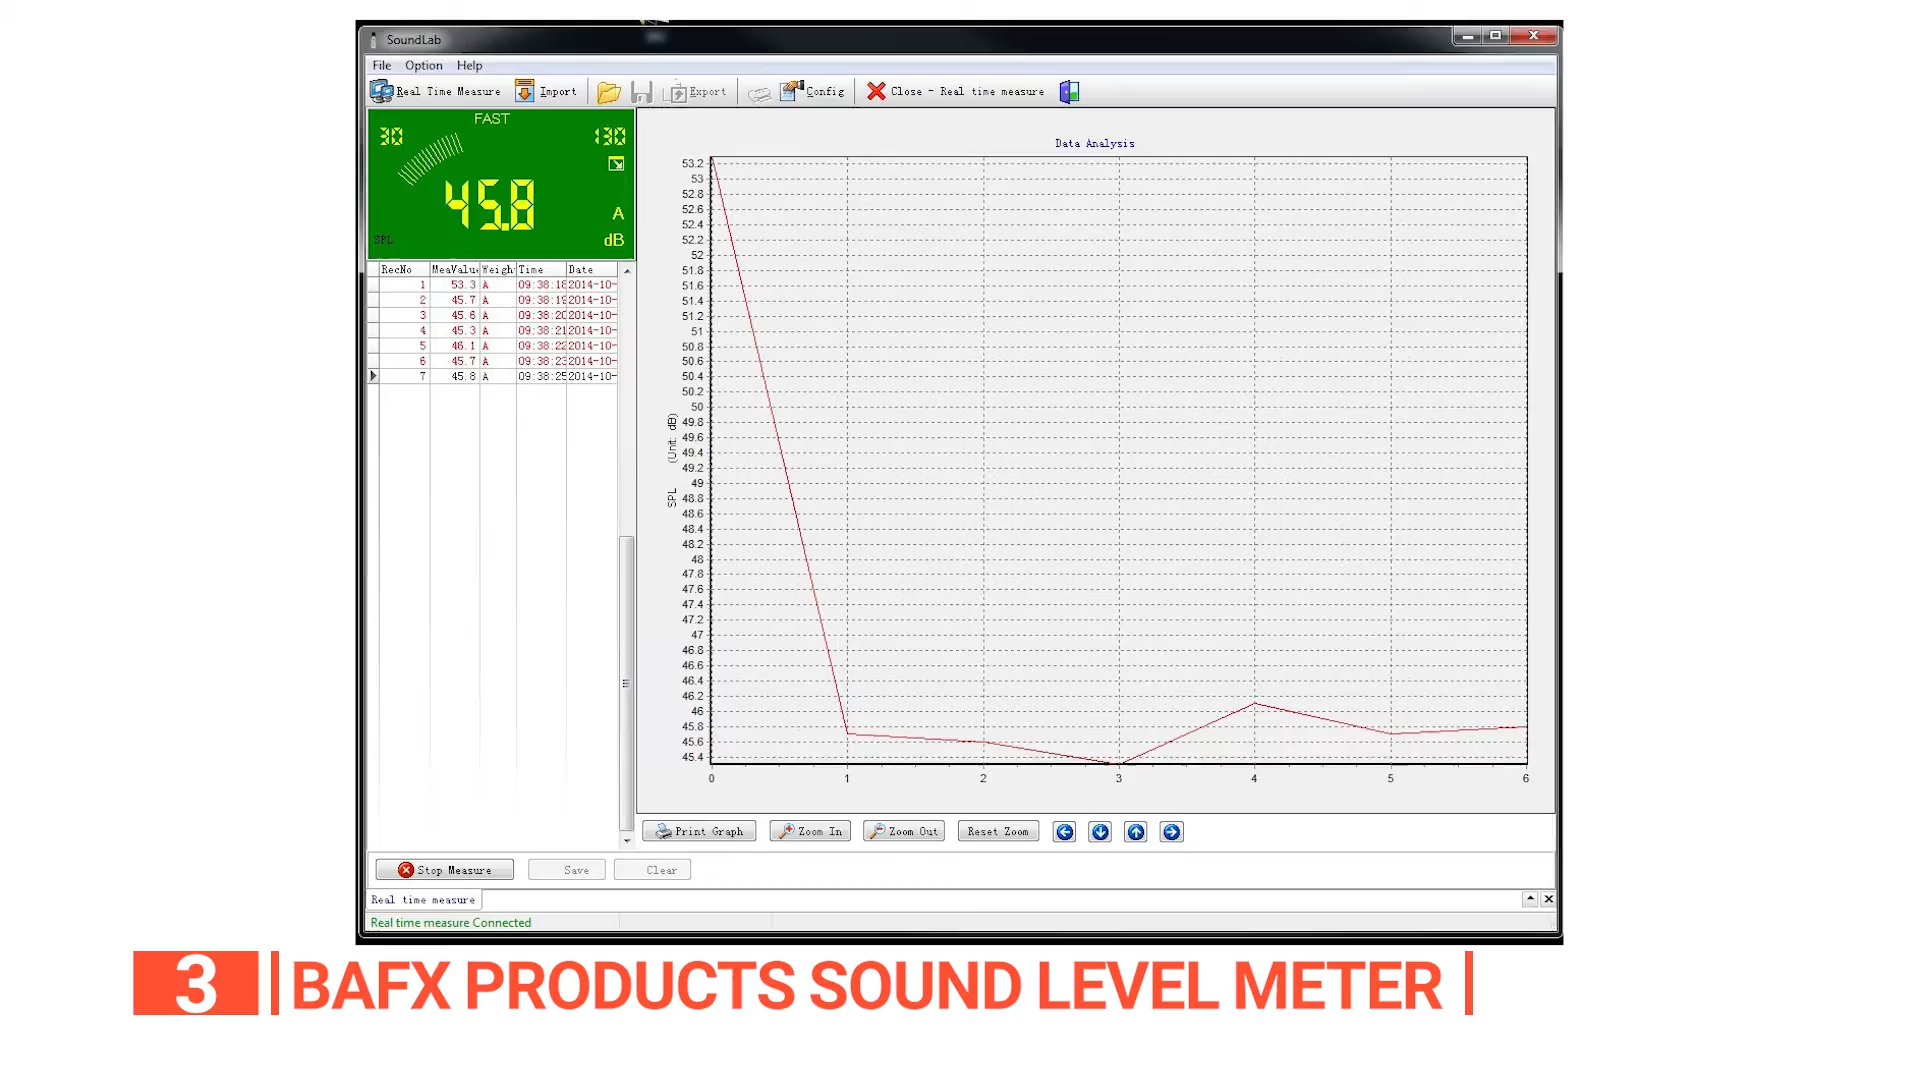 SoundLab
File Option Help
Real Time Measure Import Export Config Close - Real time measure
FAST
30 130
45.8
A
SPL dB
RecNo MeaValu Weigh Time Date
1 53.3 A 09:38:18 2014-10-
2 45.7 A 09:38:19 2014-10-
3 45.6 A 09:38:20 2014-10-
4 45.3 A 09:38:21 2014-10-
5 46.1 A 09:38:22 2014-10-
6 45.7 A 09:38:23 2014-10-
7 45.8 A 09:38:25 2014-10-
Data Analysis
SPL (Unit: dB)
53.2
53
52.8
52.6
52.4
52.2
52
51.8
51.6
51.4
51.2
51
50.8
50.6
50.4
50.2
50
49.8
49.6
49.4
49.2
49
48.8
48.6
48.4
48.2
48
47.8
47.6
47.4
47.2
47
46.8
46.6
46.4
46.2
46
45.8
45.6
45.4
0 1 2 3 4 5 6
Print Graph Zoom In Zoom Out Reset Zoom
Stop Measure Save Clear
Real time measure
Real time measure Connected
3 BAFX PRODUCTS SOUND LEVEL METER